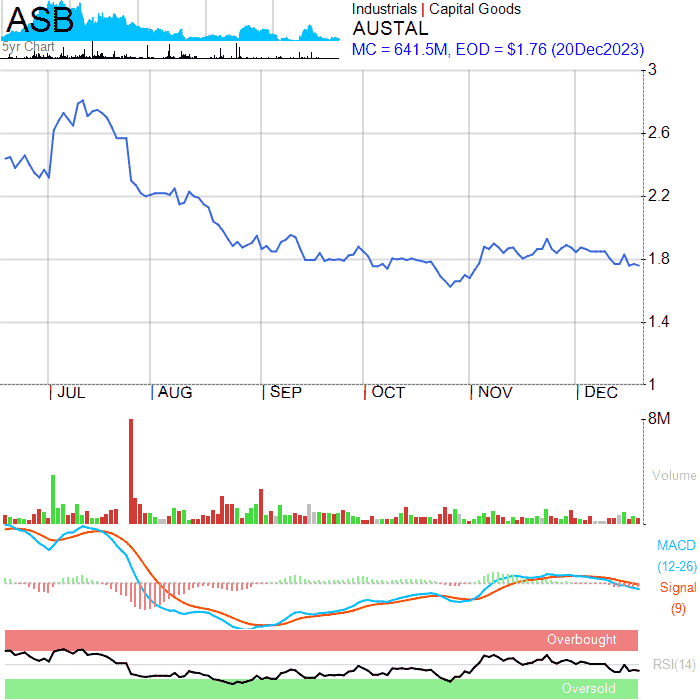 ASB
5yr Chart
Industrials | Capital Goods
AUSTAL
MC = 641.5M, EOD = $1.76 (20Dec2023)
3
2.6
2.2
1.8
1.4
1
JUL AUG SEP OCT NOV DEC
8M
Volume
MACD
(12-26)
Signal
(9)
Overbought
RSI(14)
Oversold